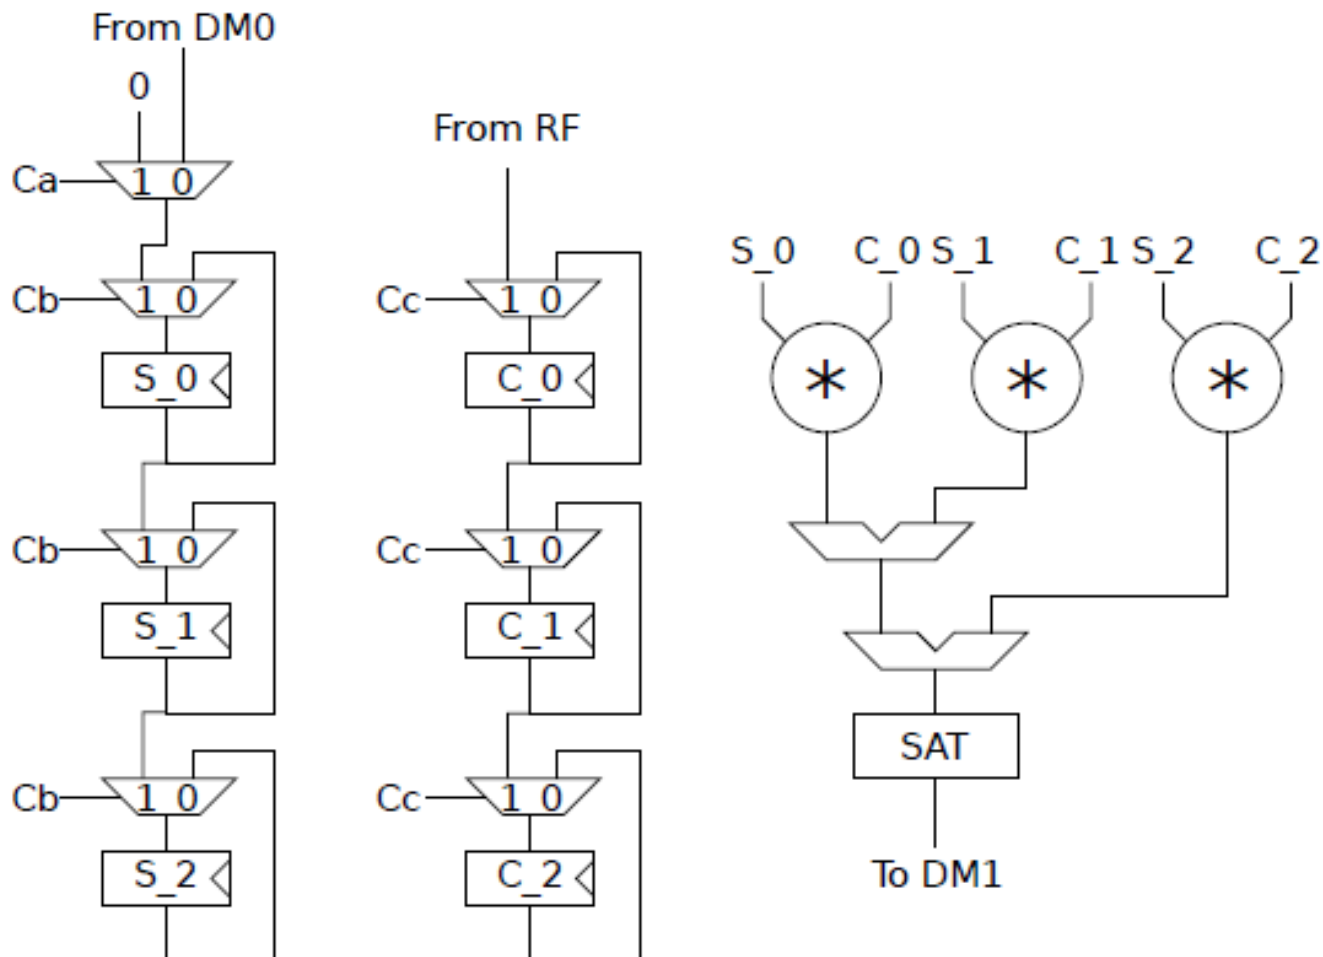 From DM0
0
From RF
Ca
1 0
S_0 C_0 S_1 C_1 S_2 C_2
Cb
1 0
Cc
1 0
S_0
C_0
* * *
Cb
1 0
Cc
1 0
S_1
C_1
SAT
Cb
1 0
Cc
1 0
S_2
C_2
To DM1